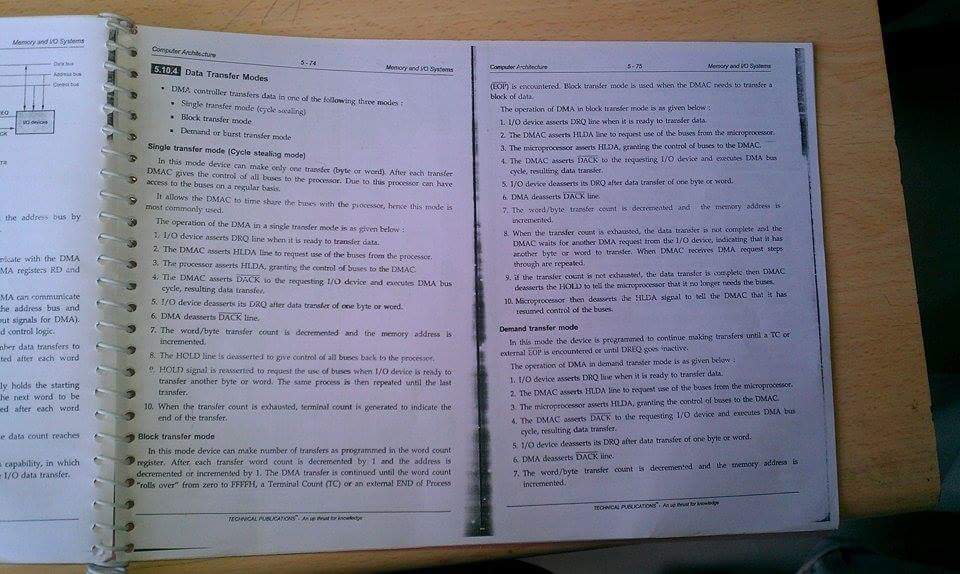 Memory and I/O Systems
Data bus
Address bus
Control bus
I/O devices
the address bus by
nicate with the DMA
MA registers RD and
MA can communicate
he address bus and
out signals for DMA).
d control logic.
nber data transfers to
ted after each word
ly holds the starting
he next word to be
ed after each word
e data count reaches
capability, in which
I/O data transfer.
Computer Architecture
5 - 74
Memory and I/O Systems
5.10.4 Data Transfer Modes
• DMA controller transfers data in one of the following three modes :
• Single transfer mode (cycle stealing)
• Block transfer mode
• Demand or burst transfer mode
Single transfer mode (Cycle stealing mode)
In this mode device can make only one transfer (byte or word). After each transfer
DMAC gives the control of all buses to the processor. Due to this processor can have
access to the buses on a regular basis.
It allows the DMAC to time share the buses with the processor, hence this mode is
most commonly used.
The operation of the DMA in a single transfer mode is as given below :
1. I/O device asserts DRQ line when it is ready to transfer data.
2. The DMAC asserts HLDA line to request use of the buses from the processor.
3. The processor asserts HLDA, granting the control of buses to the DMAC.
4. The DMAC asserts DACK to the requesting I/O device and executes DMA bus
cycle, resulting data transfer.
5. I/O device deasserts its DRQ after data transfer of one byte or word.
6. DMA deasserts DACK line.
7. The word/byte transfer count is decremented and the memory address is
incremented.
8. The HOLD line is deasserted to give control of all buses back to the processor.
9. HOLD signal is reasserted to request the use of buses when I/O device is ready to
transfer another byte or word. The same process is then repeated until the last
transfer.
10. When the transfer count is exhausted, terminal count is generated to indicate the
end of the transfer.
Block transfer mode
In this mode device can make number of transfers as programmed in the word count
register. After each transfer word count is decremented by 1 and the address is
decremented or incremented by 1. The DMA transfer is continued until the word count
"rolls over" from zero to FFFFH, a Terminal Count (TC) or an external END of Process
TECHNICAL PUBLICATIONS™ - An up thrust for knowledge
Computer Architecture
5 - 75
Memory and I/O Systems
(EOP) is encountered. Block transfer mode is used when the DMAC needs to transfer a
block of data.
The operation of DMA in block transfer mode is as given below :
1. I/O device asserts DRQ line when it is ready to transfer data.
2. The DMAC asserts HLDA line to request use of the buses from the microprocessor.
3. The microprocessor asserts HLDA, granting the control of buses to the DMAC.
4. The DMAC asserts DACK to the requesting I/O device and executes DMA bus
cycle, resulting data transfer.
5. I/O device deasserts its DRQ after data transfer of one byte or word.
6. DMA deasserts DACK line.
7. The word/byte transfer count is decremented and the memory address is
incremented.
8. When the transfer count is exhausted, the data transfer is not complete and the
DMAC waits for another DMA request from the I/O device, indicating that it has
another byte or word to transfer. When DMAC receives DMA request steps
through are repeated.
9. if the transfer count is not exhausted, the data transfer is complete then DMAC
deasserts the HOLD to tell the microprocessor that it no longer needs the buses.
10. Microprocessor then deasserts the HLDA signal to tell the DMAC that it has
resumed control of the buses.
Demand transfer mode
In this mode the device is programmed to continue making transfers until a TC or
external EOP is encountered or until DREQ goes inactive.
The operation of DMA in demand transfer mode is as given below :
1. I/O device asserts DRQ line when it is ready to transfer data.
2. The DMAC asserts HLDA line to request use of the buses from the microprocessor.
3. The microprocessor asserts HLDA, granting the control of buses to the DMAC.
4. The DMAC asserts DACK to the requesting I/O device and executes DMA bus
cycle, resulting data transfer.
5. I/O device deasserts its DRQ after data transfer of one byte or word.
6. DMA deasserts DACK line.
7. The word/byte transfer count is decremented and the memory address is
incremented.
TECHNICAL PUBLICATIONS™ - An up thrust for knowledge